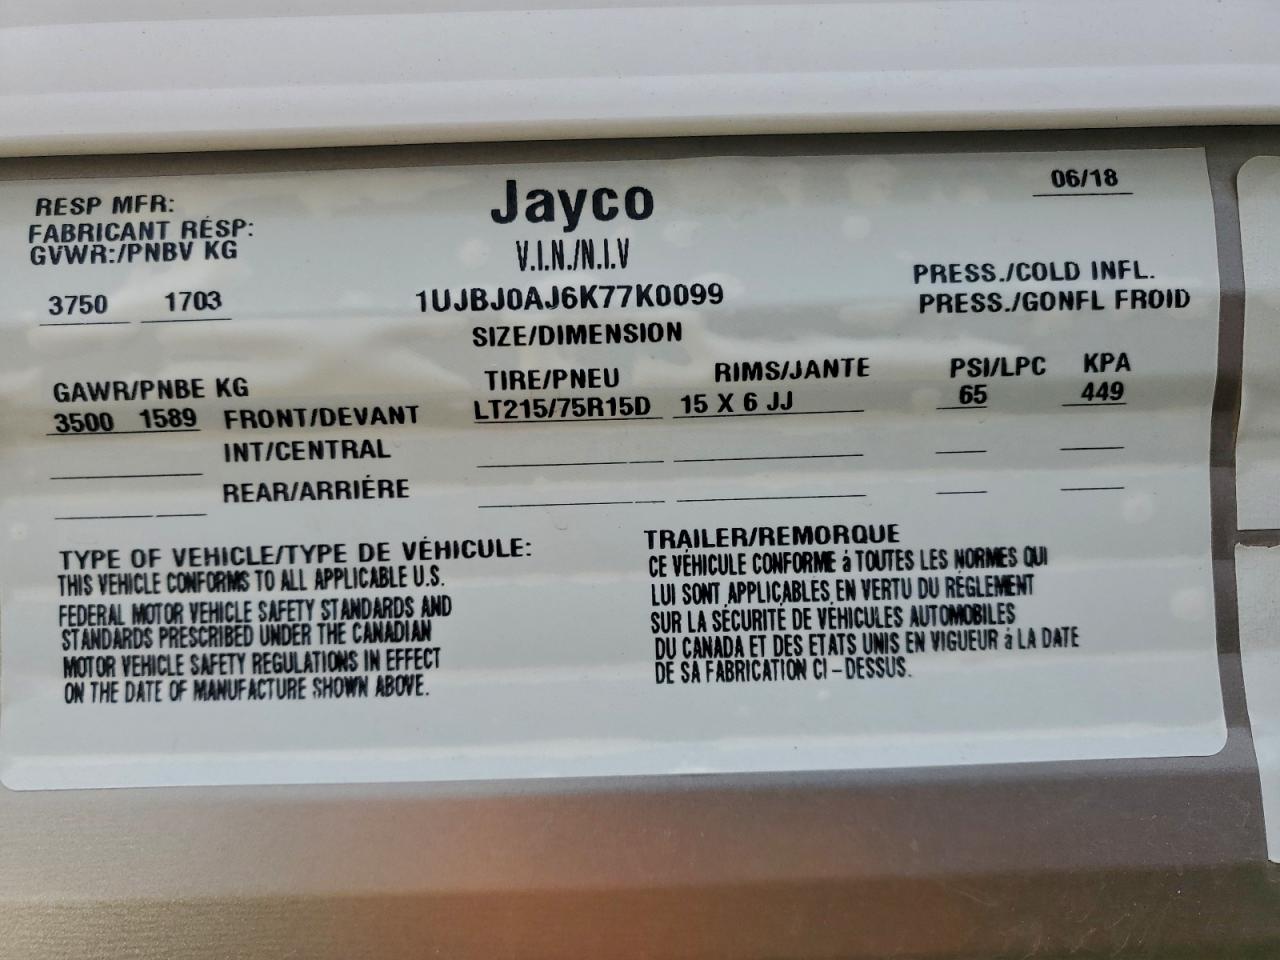 Jayco
06/18
RESP MFR:
FABRICANT RÉSP:
GVWR:/PNBV KG
V.I.N./N.I.V
PRESS./COLD INFL.
3750 1703
1UJBJ0AJ6K77K0099
PRESS./GONFL FROID
SIZE/DIMENSION
GAWR/PNBE KG
TIRE/PNEU
RIMS/JANTE
PSI/LPC
KPA
3500 1589 FRONT/DEVANT LT215/75R15D 15 X 6 JJ 65 449
INT/CENTRAL
REAR/ARRIÉRE
TYPE OF VEHICLE/TYPE DE VÉHICULE:
THIS VEHICLE CONFORMS TO ALL APPLICABLE U.S.
FEDERAL MOTOR VEHICLE SAFETY STANDARDS AND
STANDARDS PRESCRIBED UNDER THE CANADIAN
MOTOR VEHICLE SAFETY REGULATIONS IN EFFECT
ON THE DATE OF MANUFACTURE SHOWN ABOVE.
TRAILER/REMORQUE
CE VÉHICULE CONFORME á TOUTES LES NORMES QUI
LUI SONT APPLICABLES EN VERTU DU RÉGLEMENT
SUR LA SÉCURITÉ DE VÉHICULES AUTOMOBILES
DU CANADA ET DES ETATS UNIS EN VIGUEUR á LA DATE
DE SA FABRICATION CI-DESSUS.